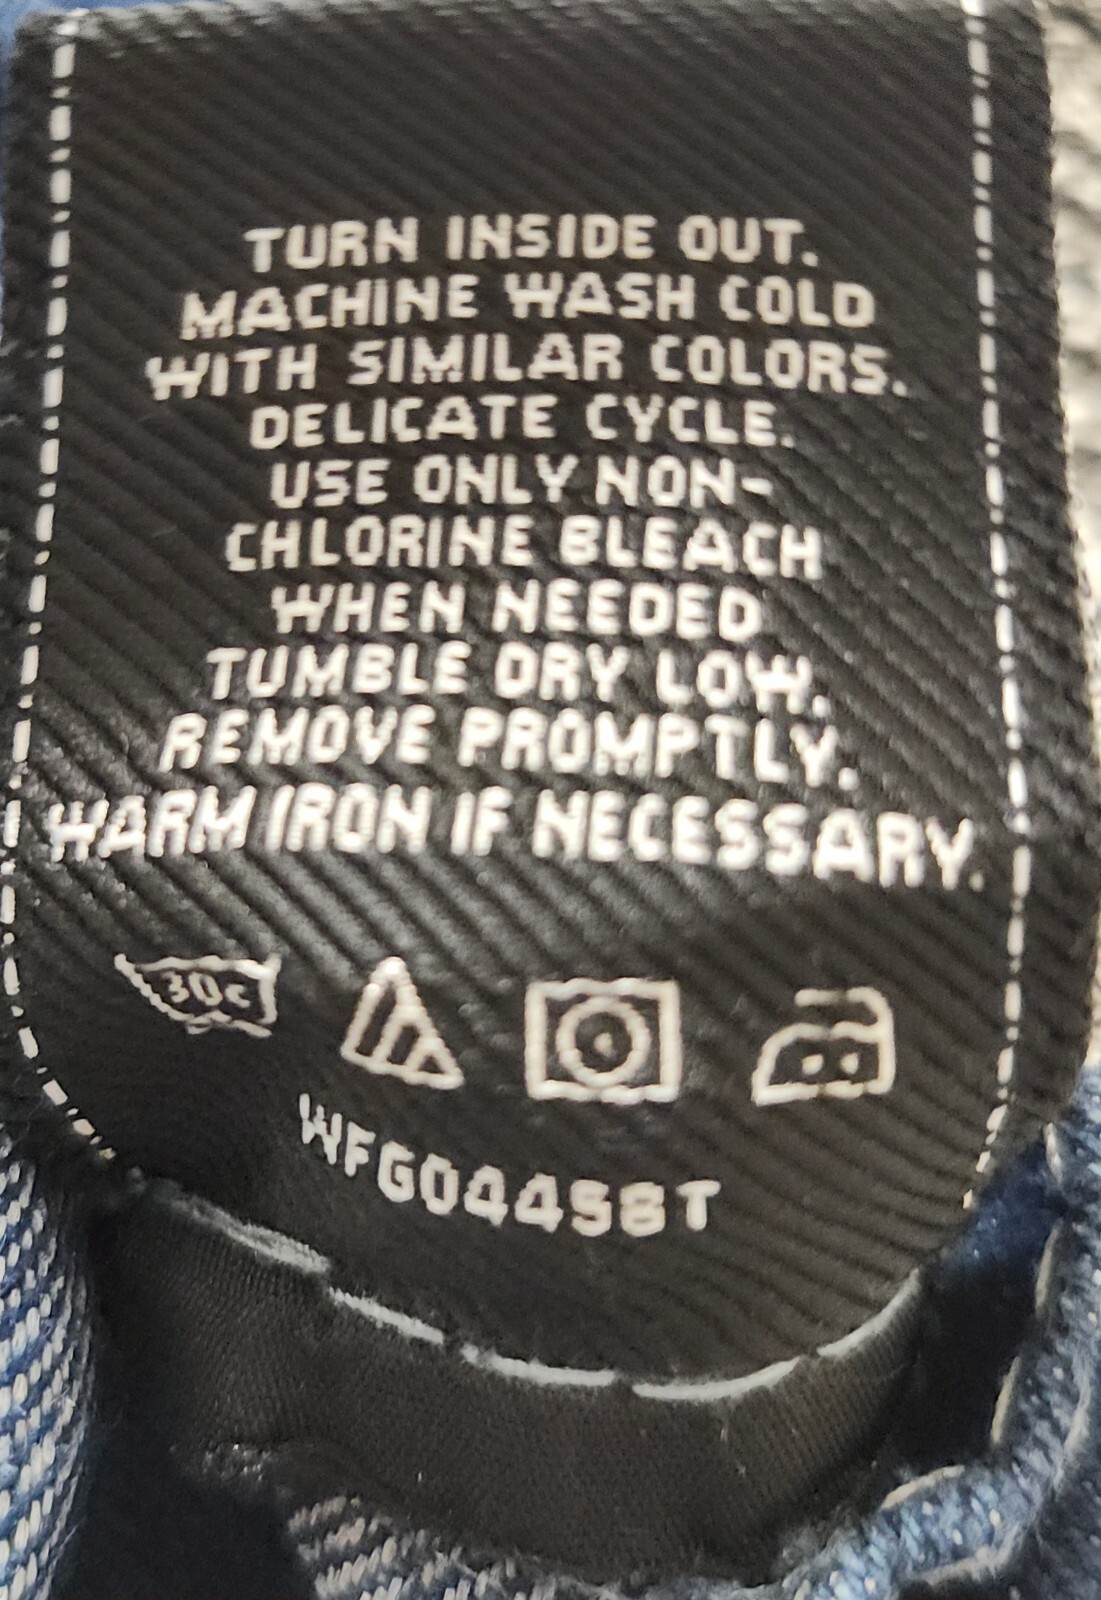 TURN INSIDE OUT.
MACHINE WASH COLD
WITH SIMILAR COLORS.
DELICATE CYCLE.
USE ONLY NON-
CHLORINE BLEACH
WHEN NEEDED
TUMBLE DRY LOW.
REMOVE PROMPTLY.
WARM IRON IF NECESSARY.
30c
WFG04458T